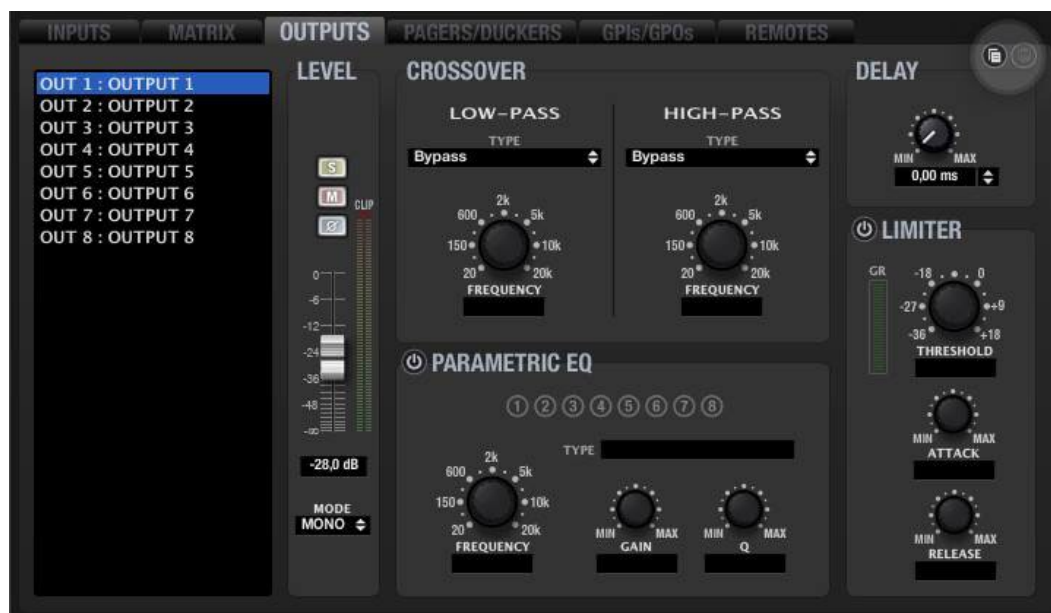 INPUTS MATRIX OUTPUTS PAGERS/DUCKERS GPIs/GPOs REMOTES
OUT 1 : OUTPUT 1
OUT 2 : OUTPUT 2
OUT 3 : OUTPUT 3
OUT 4 : OUTPUT 4
OUT 5 : OUTPUT 5
OUT 6 : OUTPUT 6
OUT 7 : OUTPUT 7
OUT 8 : OUTPUT 8
LEVEL
S
M
Ø
CLIP
0
-6
-12
-24
-36
-48
-∞
-28,0 dB
MODE
MONO
CROSSOVER
LOW-PASS
TYPE
Bypass
2k
600 5k
150 10k
20 20k
FREQUENCY
HIGH-PASS
TYPE
Bypass
2k
600 5k
150 10k
20 20k
FREQUENCY
PARAMETRIC EQ
1 2 3 4 5 6 7 8
TYPE
2k
600 5k
150 10k
20 20k
FREQUENCY
MIN MAX
GAIN
MIN MAX
Q
DELAY
MIN MAX
0,00 ms
LIMITER
GR
-18 0
-27 +9
-36 +18
THRESHOLD
MIN MAX
ATTACK
MIN MAX
RELEASE